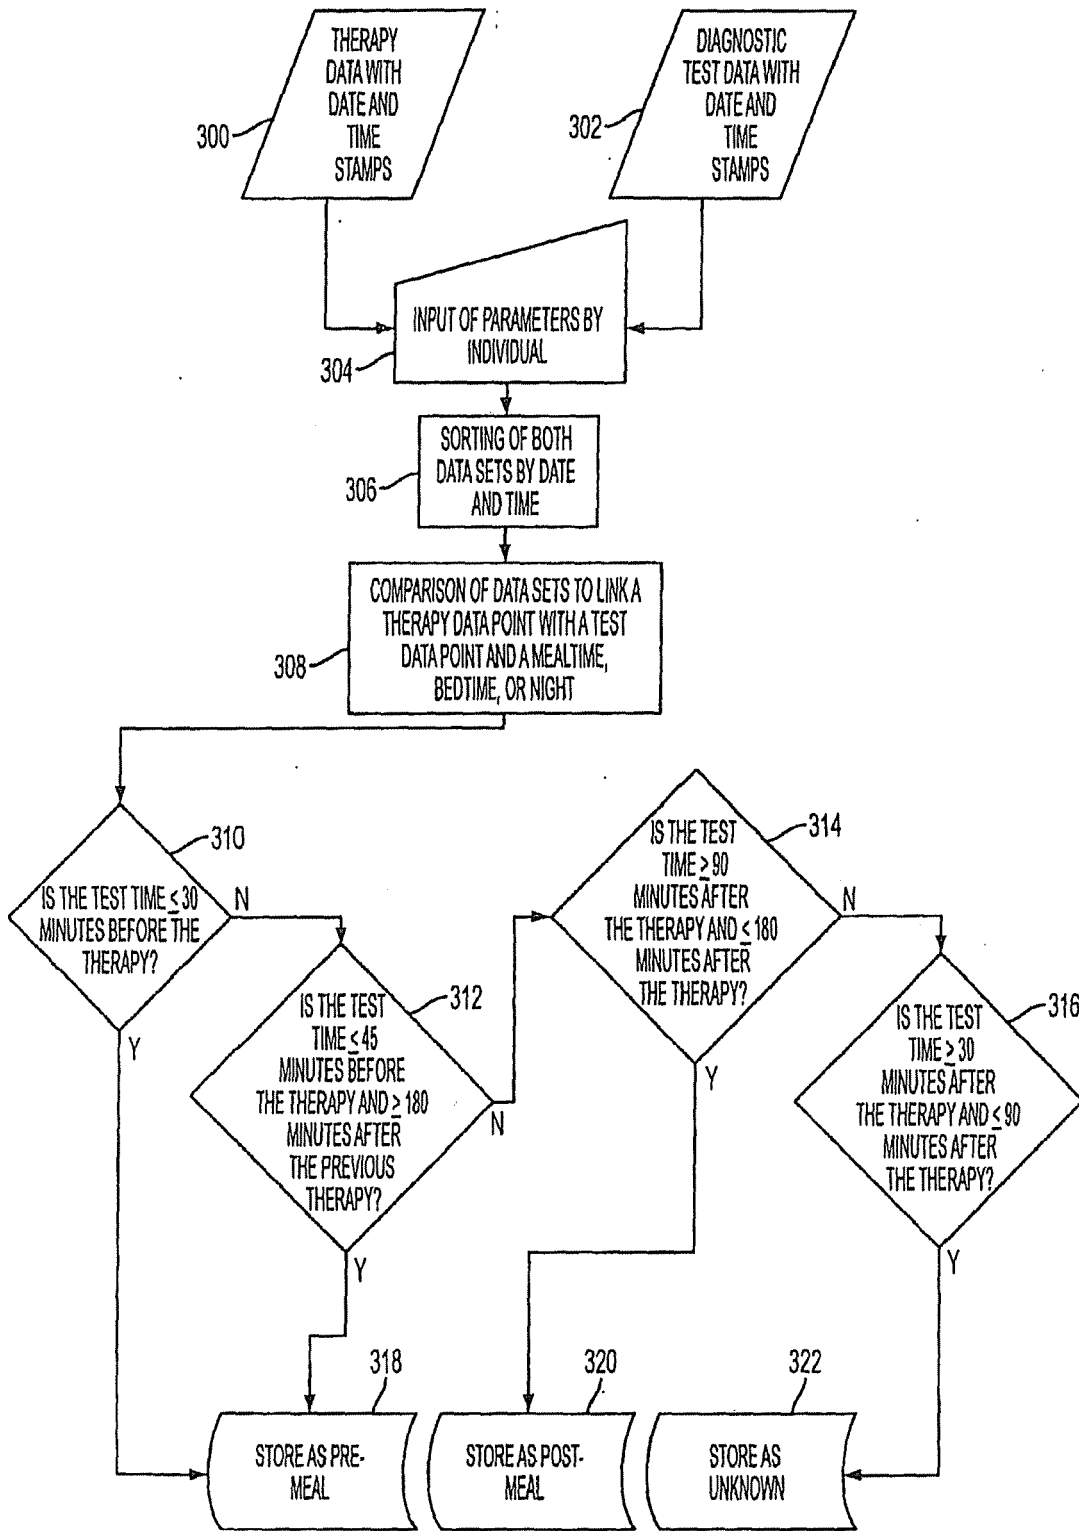 THERAPY
DATA WITH
DATE AND
TIME
STAMPS
300
DIAGNOSTIC
TEST DATA WITH
DATE AND
TIME
STAMPS
302
INPUT OF PARAMETERS BY
INDIVIDUAL
304
SORTING OF BOTH
DATA SETS BY DATE
AND TIME
306
COMPARISON OF DATA SETS TO LINK A
THERAPY DATA POINT WITH A TEST
DATA POINT AND A MEALTIME,
BEDTIME, OR NIGHT
308
310
IS THE TEST TIME ≤ 30
MINUTES BEFORE THE
THERAPY?
N
Y
312
IS THE TEST
TIME ≤ 45
MINUTES BEFORE
THE THERAPY AND ≥ 180
MINUTES AFTER
THE PREVIOUS
THERAPY?
N
Y
314
IS THE TEST
TIME ≥ 90
MINUTES AFTER
THE THERAPY AND ≤ 180
MINUTES AFTER
THE THERAPY?
N
Y
316
IS THE TEST
TIME ≥ 30
MINUTES AFTER
THE THERAPY AND ≤ 90
MINUTES AFTER
THE THERAPY?
Y
318
STORE AS PRE-
MEAL
320
STORE AS POST-
MEAL
322
STORE AS
UNKNOWN